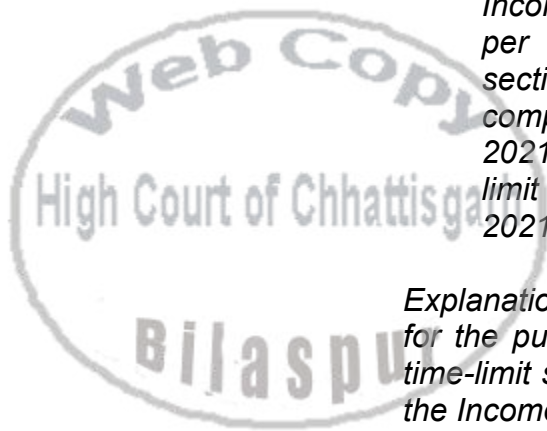 Incom
per
secti
comp
2021
limit
2021
Web Copy
High Court of Chhattisgarh
Bilaspur
Explanatio
for the pu
time-limit s
the Income